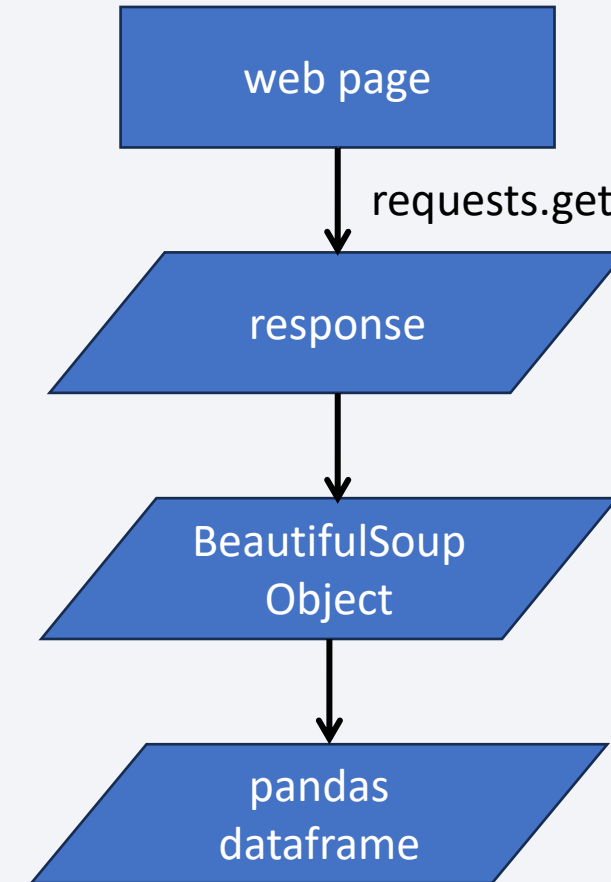 web page
requests.get
response
BeautifulSoup
Object
pandas
dataframe